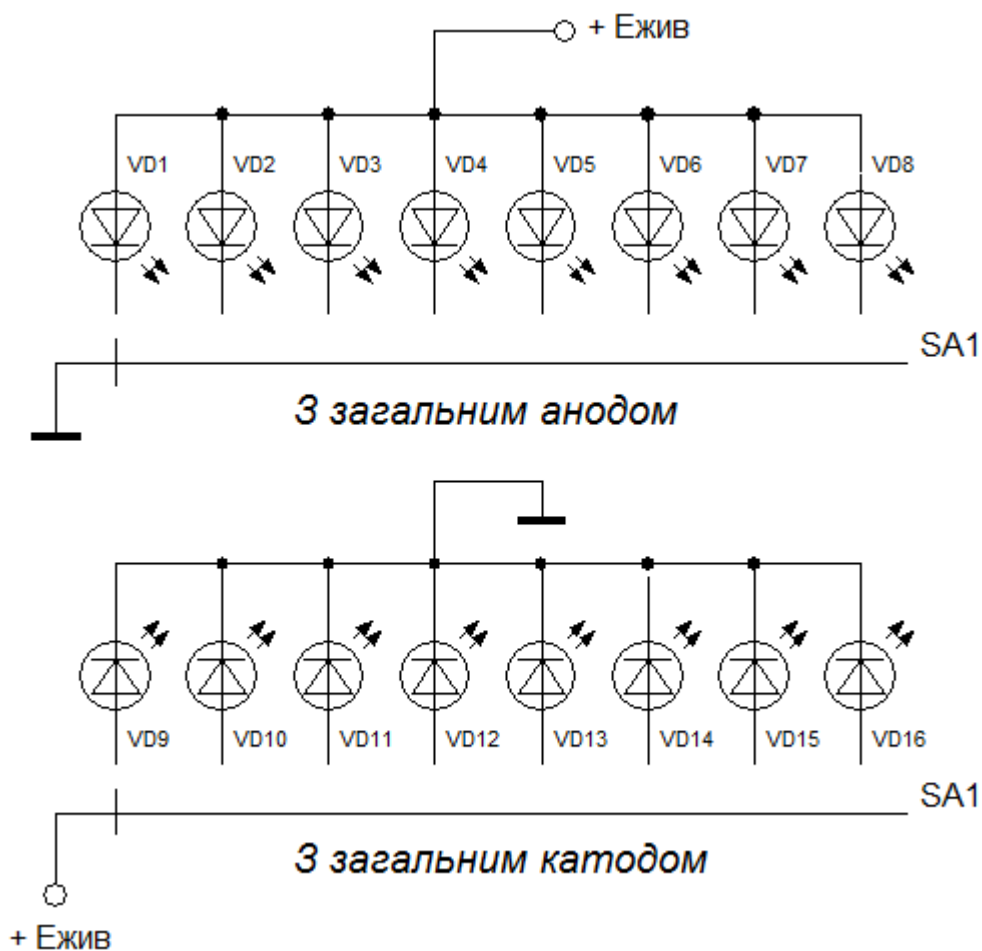 + Ежив
VD1 VD2 VD3 VD4 VD5 VD6 VD7 VD8
SA1
З загальним анодом
VD9 VD10 VD11 VD12 VD13 VD14 VD15 VD16
SA1
З загальним катодом
+ Ежив